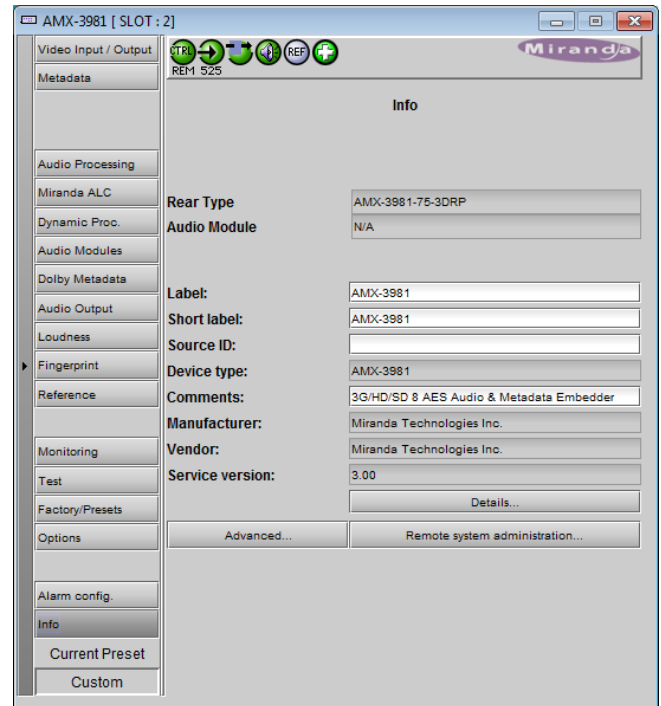 AMX-3981 [ SLOT : 2]
Video Input / Output
Metadata
Audio Processing
Miranda ALC
Dynamic Proc.
Audio Modules
Dolby Metadata
Audio Output
Loudness
Fingerprint
Reference
Monitoring
Test
Factory/Presets
Options
Alarm config.
Info
Current Preset
Custom
CTRL
REF
REM 525
Miranda
Info
Rear Type AMX-3981-75-3DRP
Audio Module N/A
Label: AMX-3981
Short label: AMX-3981
Source ID:
Device type: AMX-3981
Comments: 3G/HD/SD 8 AES Audio & Metadata Embedder
Manufacturer: Miranda Technologies Inc.
Vendor: Miranda Technologies Inc.
Service version: 3.00
Details...
Advanced... Remote system administration...